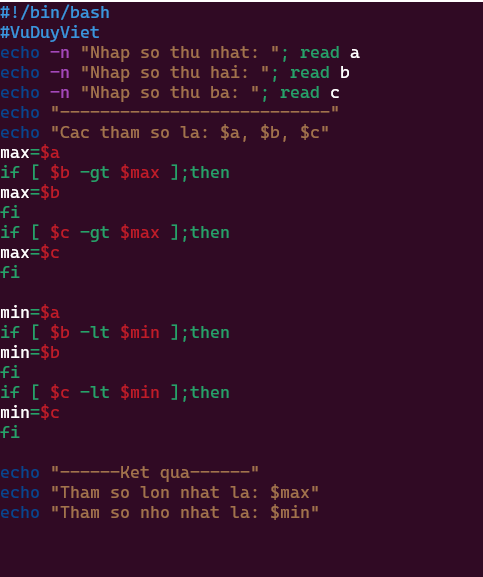 #!/bin/bash
#VuDuyViet
echo -n "Nhap so thu nhat: "; read a
echo -n "Nhap so thu hai: "; read b
echo -n "Nhap so thu ba: "; read c
echo "---------------------------"
echo "Cac tham so la: $a, $b, $c"
max=$a
if [ $b -gt $max ];then
max=$b
fi
if [ $c -gt $max ];then
max=$c
fi
min=$a
if [ $b -lt $min ];then
min=$b
fi
if [ $c -lt $min ];then
min=$c
fi
echo "------Ket qua------"
echo "Tham so lon nhat la: $max"
echo "Tham so nho nhat la: $min"